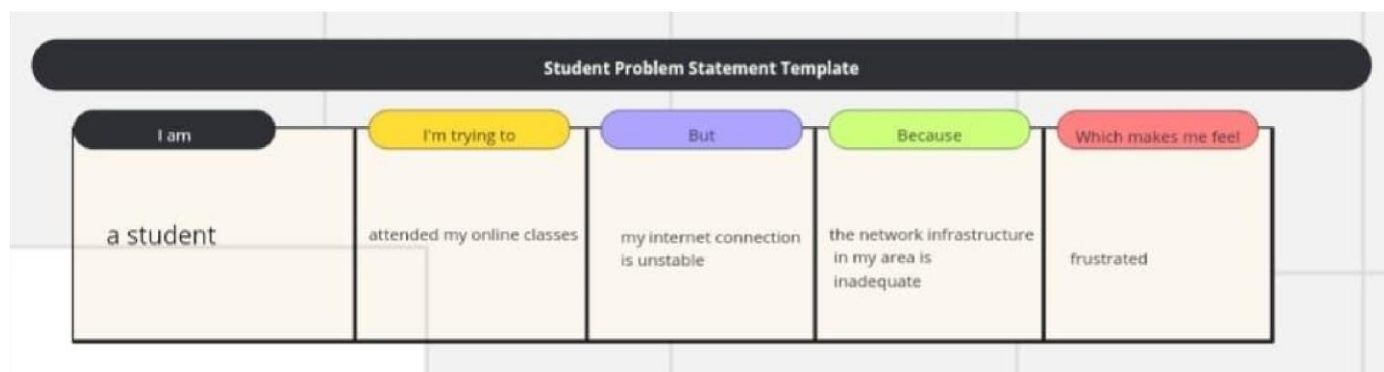 Student Problem Statement Template
I am
I'm trying to
But
Because
Which makes me feel
a student
attended my online classes
my internet connection
is unstable
the network infrastructure
in my area is
inadequate
frustrated